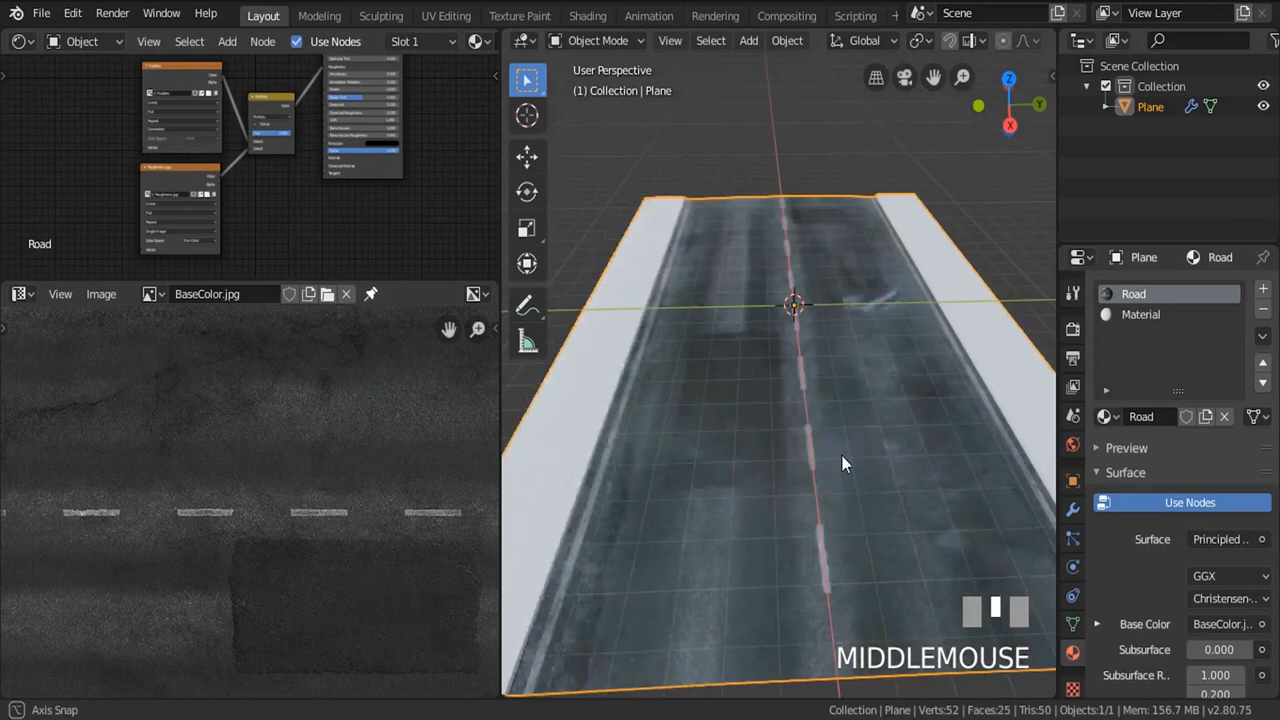 File Edit Render Window Help
Layout Modeling Sculpting UV Editing Texture Paint Shading Animation Rendering Compositing Scripting +
Scene
View Layer
Object View Select Add Node Use Nodes Slot 1
Object Mode View Select Add Object Global
User Perspective
(1) Collection | Plane
Scene Collection
Collection
Plane
Road
View Image BaseColor.jpg
Plane Road
Road
Material
Road
Preview
Surface
Use Nodes
Surface Principled ..
GGX
Christensen-..
Base Color BaseColor.j..
Subsurface 0.000
Subsurface R.. 1.000
0.200
MIDDLEMOUSE
Z
Y
X
Axis Snap
Collection | Plane | Verts:52 | Faces:25 | Tris:50 | Objects:1/1 | Mem: 156.7 MB | v2.80.75